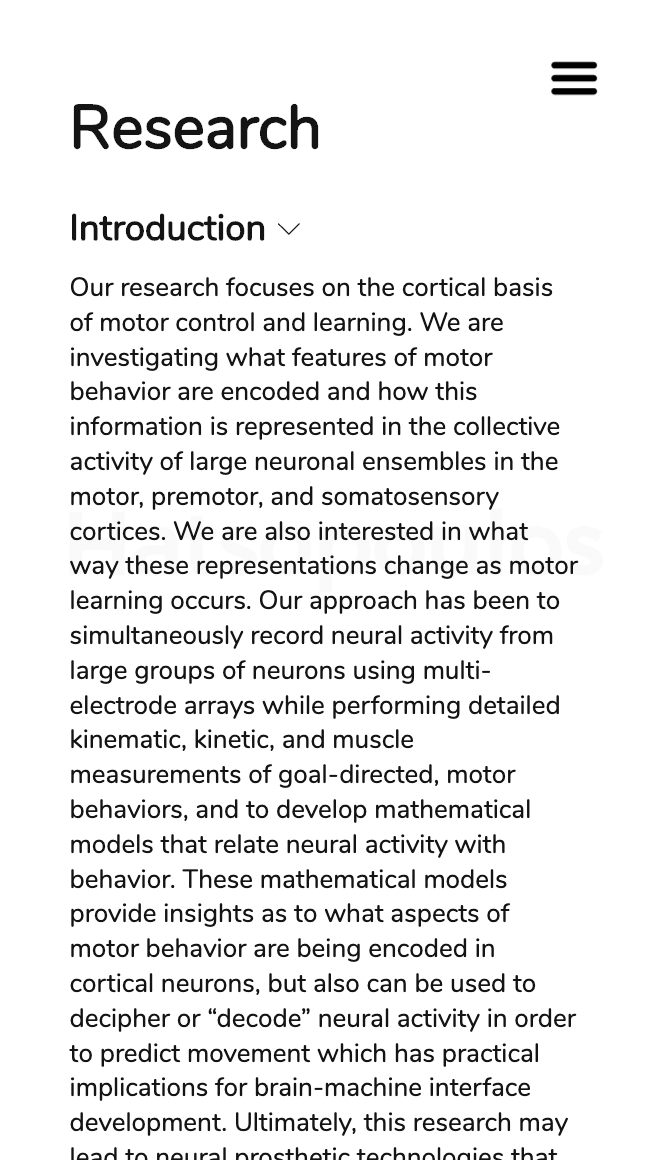 Research
Introduction
Our research focuses on the cortical basis
of motor control and learning. We are
investigating what features of motor
behavior are encoded and how this
information is represented in the collective
activity of large neuronal ensembles in the
motor, premotor, and somatosensory
cortices. We are also interested in what
way these representations change as motor
learning occurs. Our approach has been to
simultaneously record neural activity from
large groups of neurons using multi-
electrode arrays while performing detailed
kinematic, kinetic, and muscle
measurements of goal-directed, motor
behaviors, and to develop mathematical
models that relate neural activity with
behavior. These mathematical models
provide insights as to what aspects of
motor behavior are being encoded in
cortical neurons, but also can be used to
decipher or “decode” neural activity in order
to predict movement which has practical
implications for brain-machine interface
development. Ultimately, this research may
lead to neural prosthetic technologies that